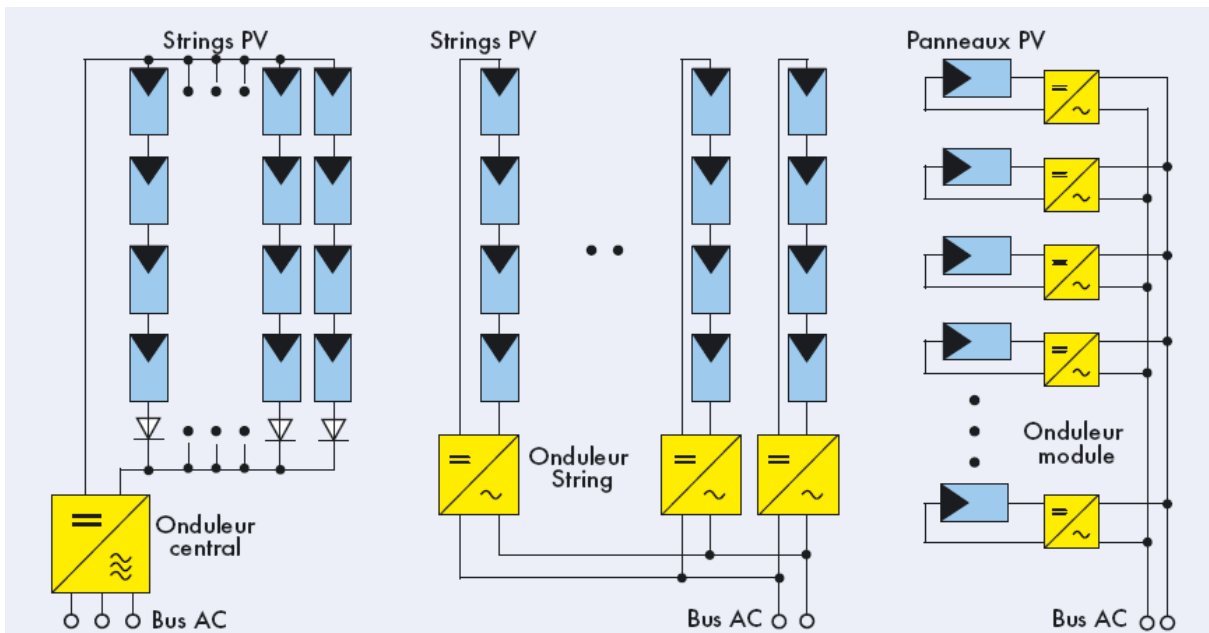 Strings PV
Strings PV
Panneaux PV
Onduleur
central
Onduleur
String
Onduleur
module
Bus AC
Bus AC
Bus AC